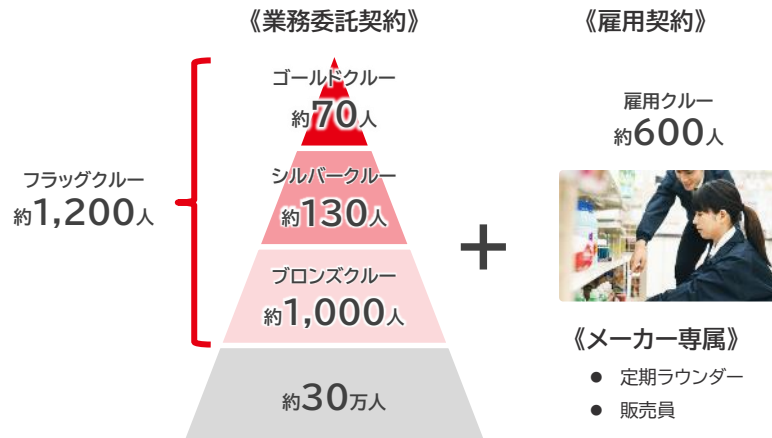 《業務委託契約》
ゴールドクルー
約70人
シルバークルー
約130人
ブロンズクルー
約1,000人
約30万人
フラッグクルー
約1,200人
+
《雇用契約》
雇用クルー
約600人
《メーカー専属》
● 定期ラウンダー
● 販売員